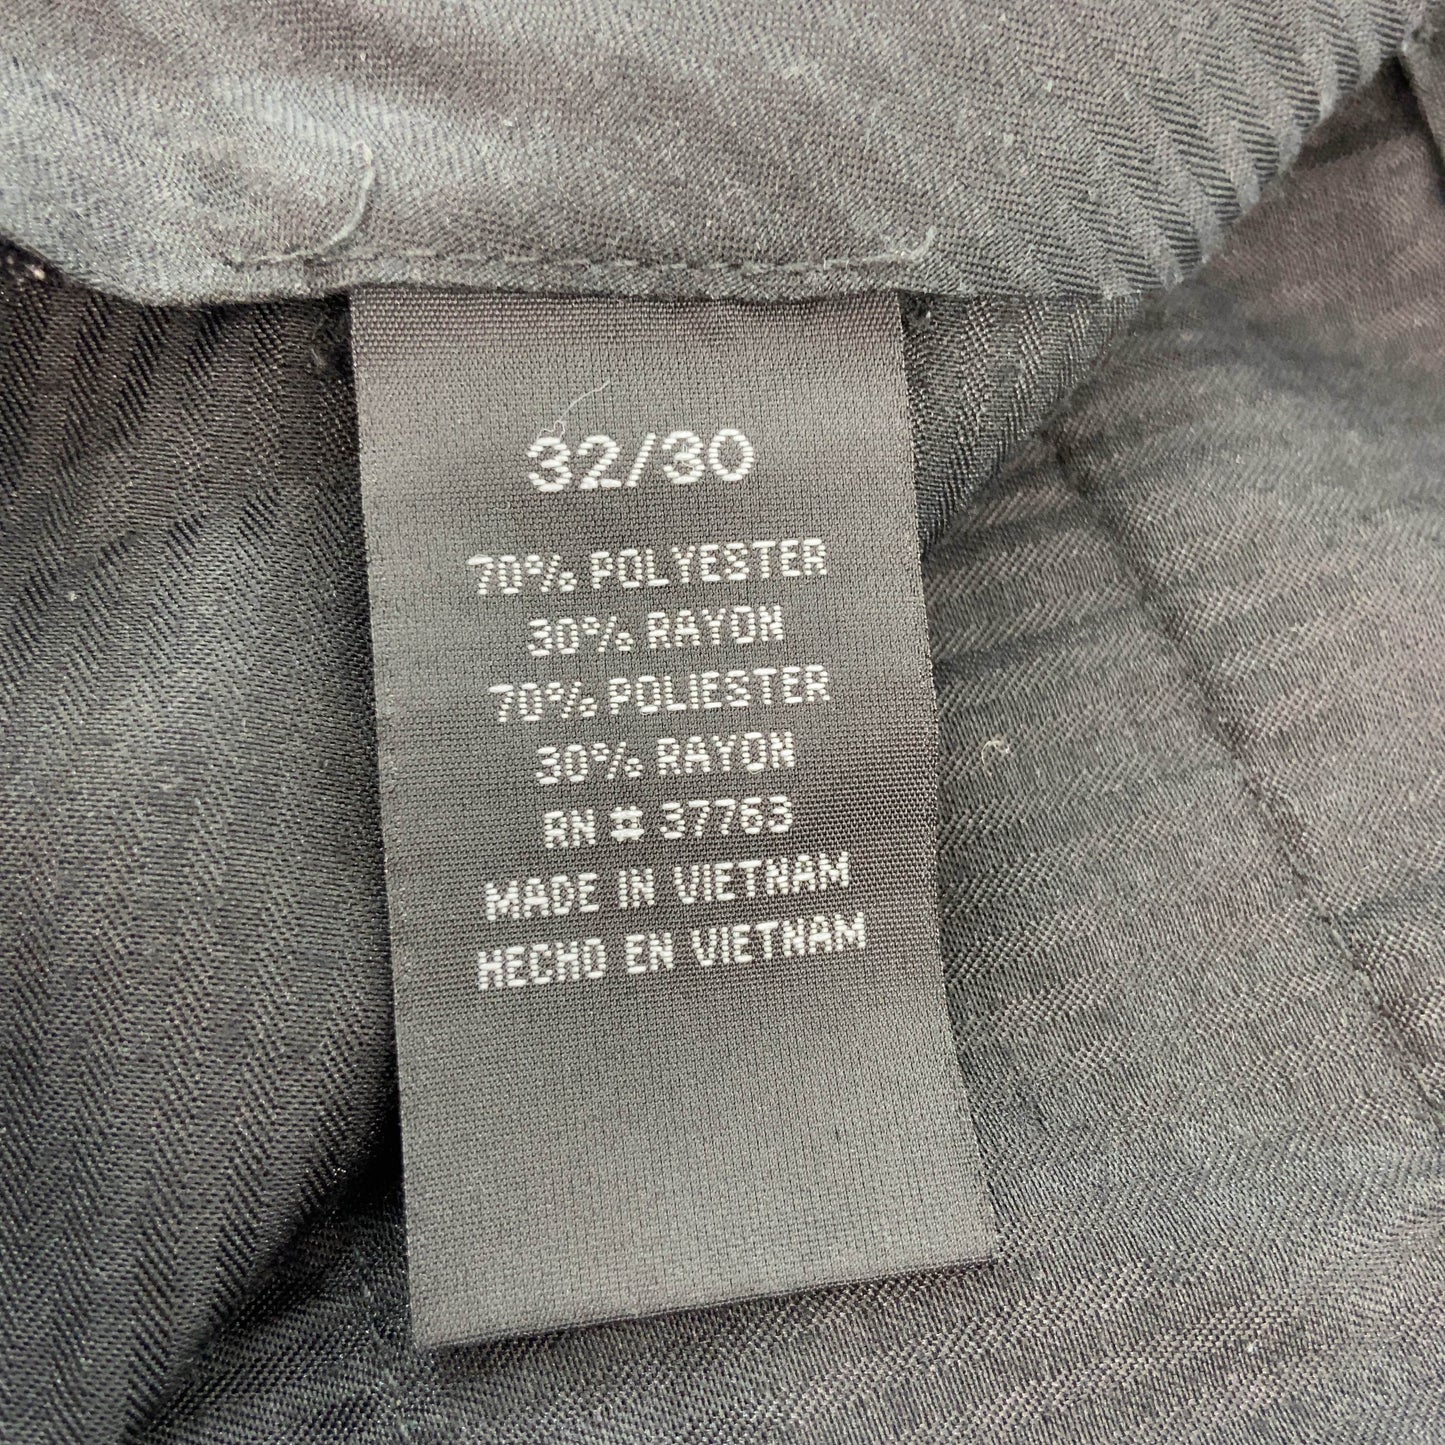 32/30
70% POLYESTER
30% RAYON
70% POLIESTER
30% RAYON
RN # 37763
MADE IN VIETNAM
HECHO EN VIETNAM